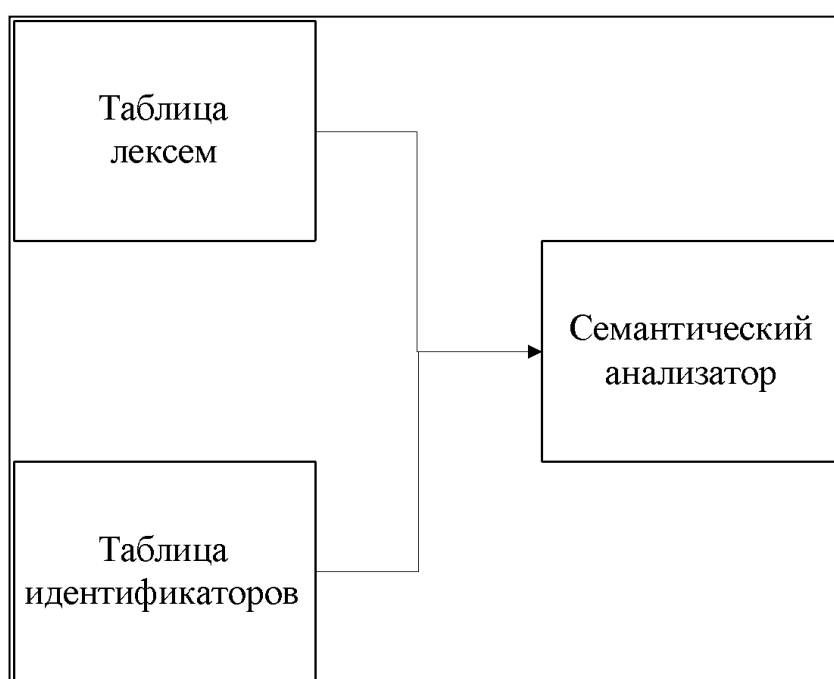 Таблица
лексем
Семантический
анализатор
Таблица
идентификаторов